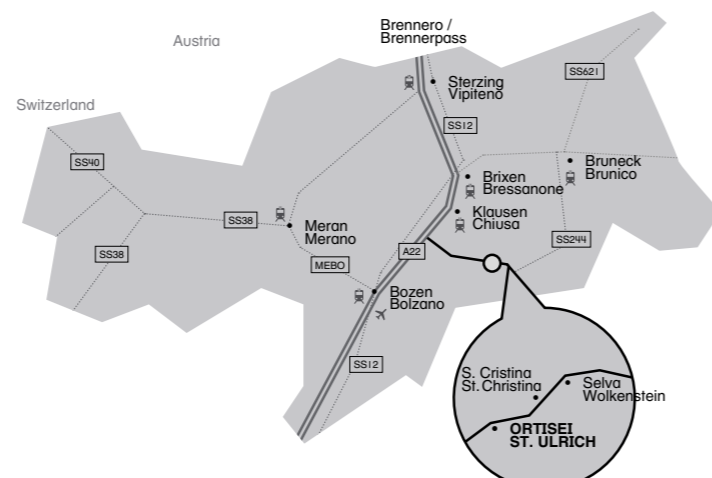 Austria
Brennero /
Brennerpass
Switzerland
SS621
Sterzing
Vipiteno
SS12
SS40
Bruneck
Brunico
Brixen
Bressanone
Klausen
Chiusa
SS38
Meran
Merano
SS244
A22
SS38
MEBO
Bozen
Bolzano
SS12
S. Cristina
St. Christina
Selva
Wolkenstein
ORTISEI
ST. ULRICH